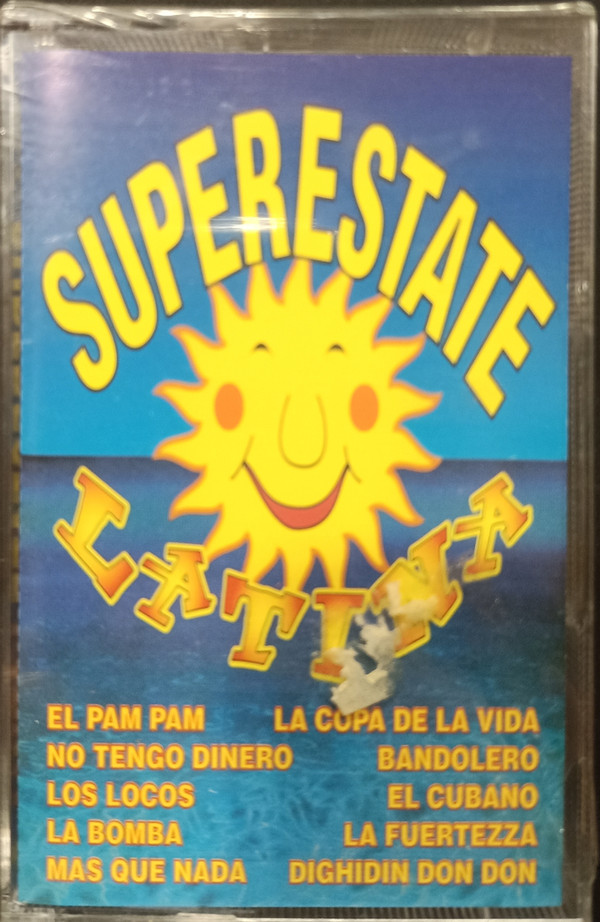 SUPERESTATE
LATINA
EL PAM PAM
NO TENGO DINERO
LOS LOCOS
LA BOMBA
MAS QUE NADA
LA COPA DE LA VIDA
BANDOLERO
EL CUBANO
LA FUERTEZZA
DIGHIDIN DON DON